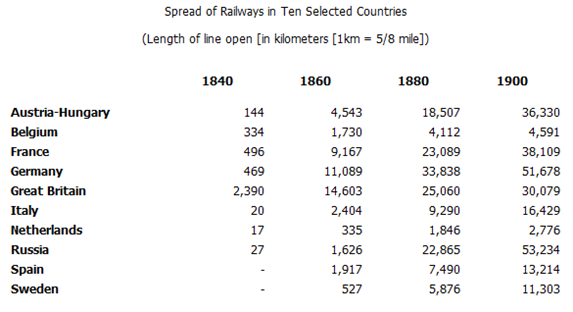 Spread of Railways in Ten Selected Countries
(Length of line open [in kilometers [1km = 5/8 mile])
1840 1860 1880 1900
Austria-Hungary 144 4,543 18,507 36,330
Belgium 334 1,730 4,112 4,591
France 496 9,167 23,089 38,109
Germany 469 11,089 33,838 51,678
Great Britain 2,390 14,603 25,060 30,079
Italy 20 2,404 9,290 16,429
Netherlands 17 335 1,846 2,776
Russia 27 1,626 22,865 53,234
Spain - 1,917 7,490 13,214
Sweden - 527 5,876 11,303